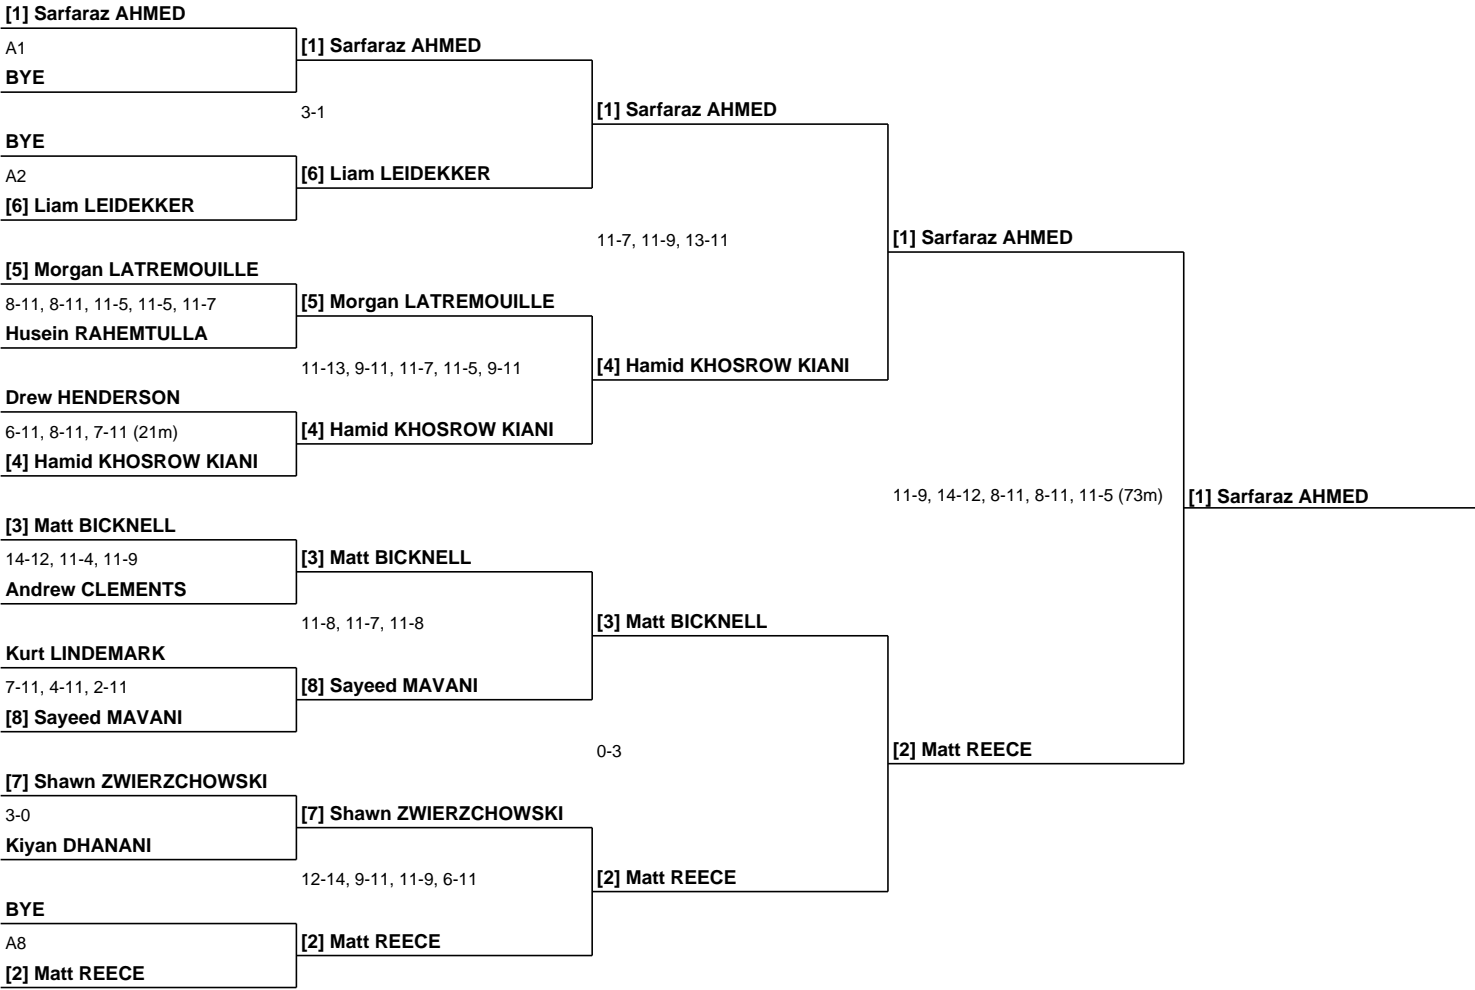 [1] Sarfaraz AHMED
A1
BYE
BYE
A2
[6] Liam LEIDEKKER
[5] Morgan LATREMOUILLE
8-11, 8-11, 11-5, 11-5, 11-7
Husein RAHEMTULLA
Drew HENDERSON
6-11, 8-11, 7-11 (21m)
[4] Hamid KHOSROW KIANI
[3] Matt BICKNELL
14-12, 11-4, 11-9
Andrew CLEMENTS
Kurt LINDEMARK
7-11, 4-11, 2-11
[8] Sayeed MAVANI
[7] Shawn ZWIERZCHOWSKI
3-0
Kiyan DHANANI
BYE
A8
[2] Matt REECE
[1] Sarfaraz AHMED
3-1
[6] Liam LEIDEKKER
[5] Morgan LATREMOUILLE
11-13, 9-11, 11-7, 11-5, 9-11
[4] Hamid KHOSROW KIANI
[3] Matt BICKNELL
11-8, 11-7, 11-8
[8] Sayeed MAVANI
[7] Shawn ZWIERZCHOWSKI
12-14, 9-11, 11-9, 6-11
[2] Matt REECE
[1] Sarfaraz AHMED
11-7, 11-9, 13-11
[4] Hamid KHOSROW KIANI
[3] Matt BICKNELL
0-3
[2] Matt REECE
[1] Sarfaraz AHMED
11-9, 14-12, 8-11, 8-11, 11-5 (73m)
[2] Matt REECE
[1] Sarfaraz AHMED